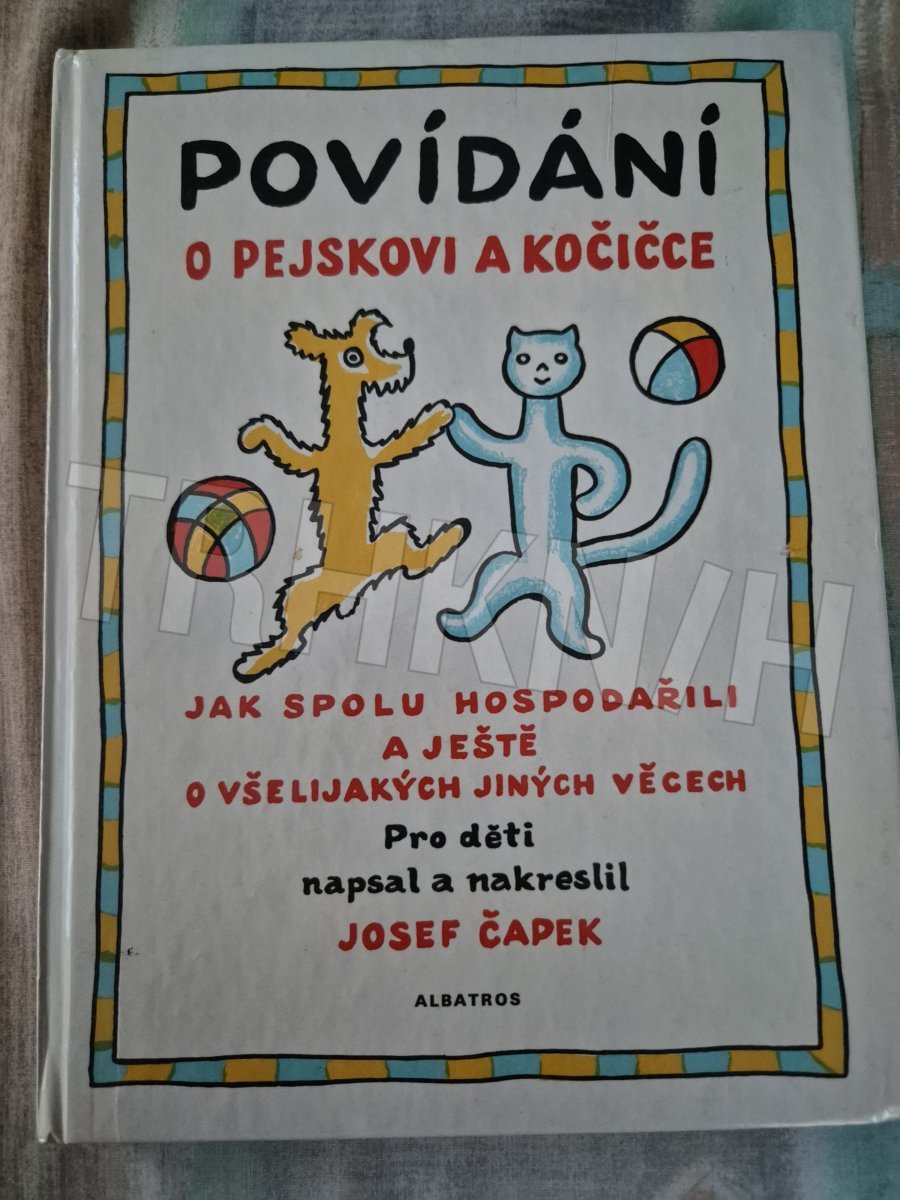 POVÍDÁNÍ
O PEJSKOVI A KOČIČCE
JAK SPOLU HOSPODAŘILI
A JEŠTĚ
O VŠELIJAKÝCH JINÝCH VĚCECH
Pro děti
napsal a nakreslil
JOSEF ČAPEK
ALBATROS